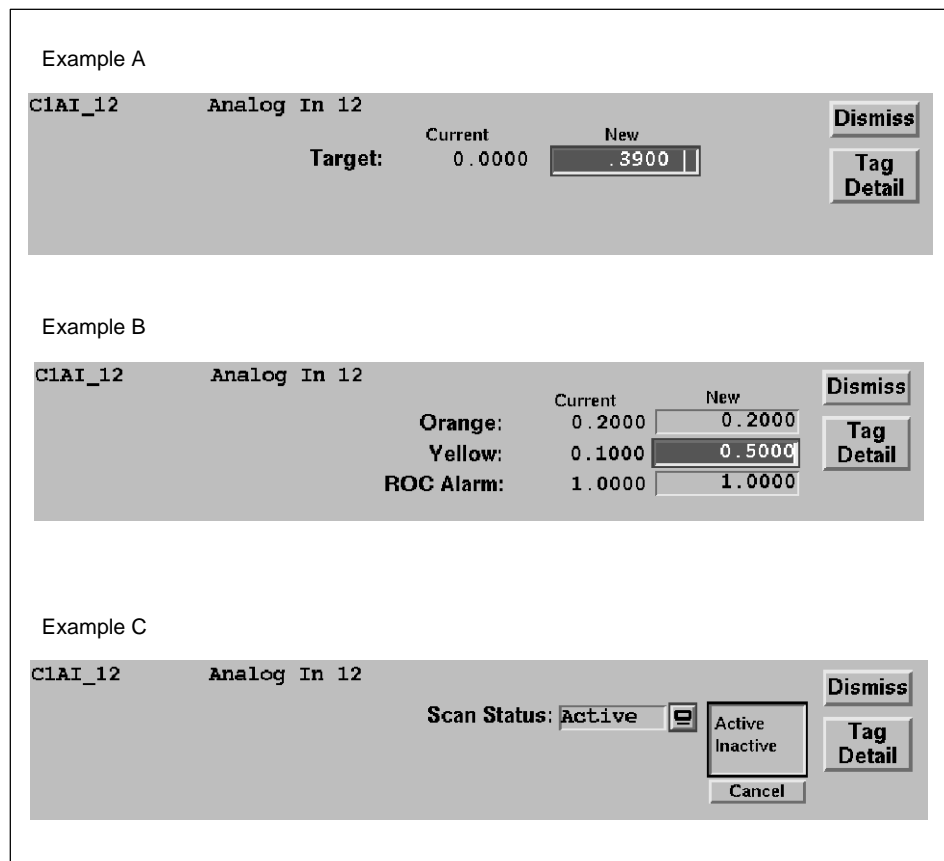 Example A
C1AI_12 Analog In 12
Dismiss
Current New
Target: 0.0000 .3900
Tag
Detail
Example B
C1AI_12 Analog In 12
Dismiss
Current New
Orange: 0.2000 0.2000
Yellow: 0.1000 0.5000
ROC Alarm: 1.0000 1.0000
Tag
Detail
Example C
C1AI_12 Analog In 12
Dismiss
Scan Status: Active
Active
Inactive
Cancel
Tag
Detail